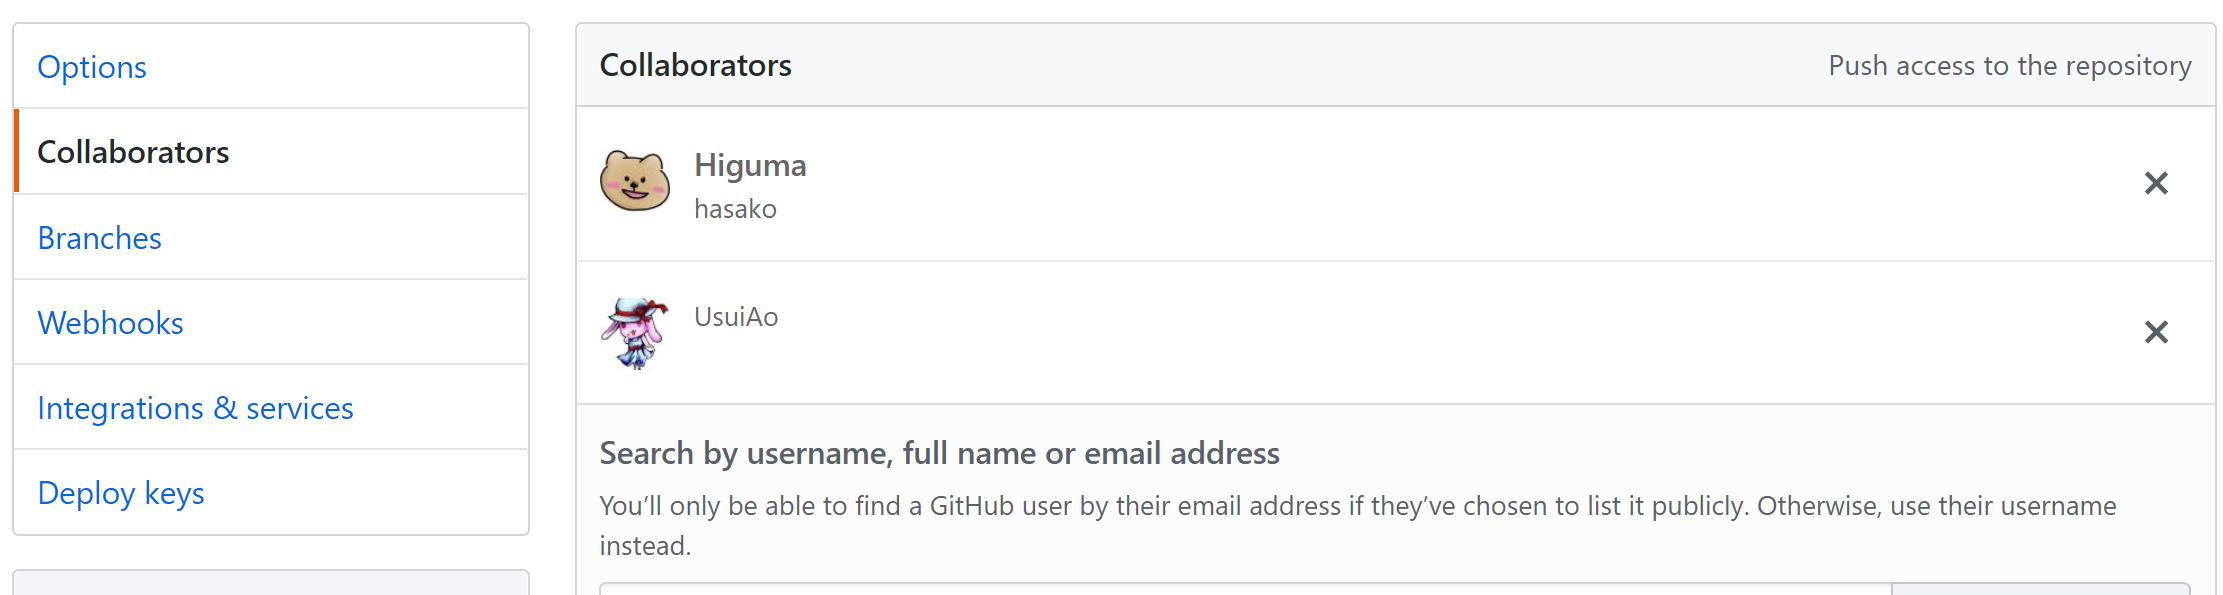 Options
Collaborators
Branches
Webhooks
Integrations & services
Deploy keys
Collaborators
Push access to the repository
Higuma
hasako
UsuiAo
Search by username, full name or email address
You’ll only be able to find a GitHub user by their email address if they’ve chosen to list it publicly. Otherwise, use their username
instead.